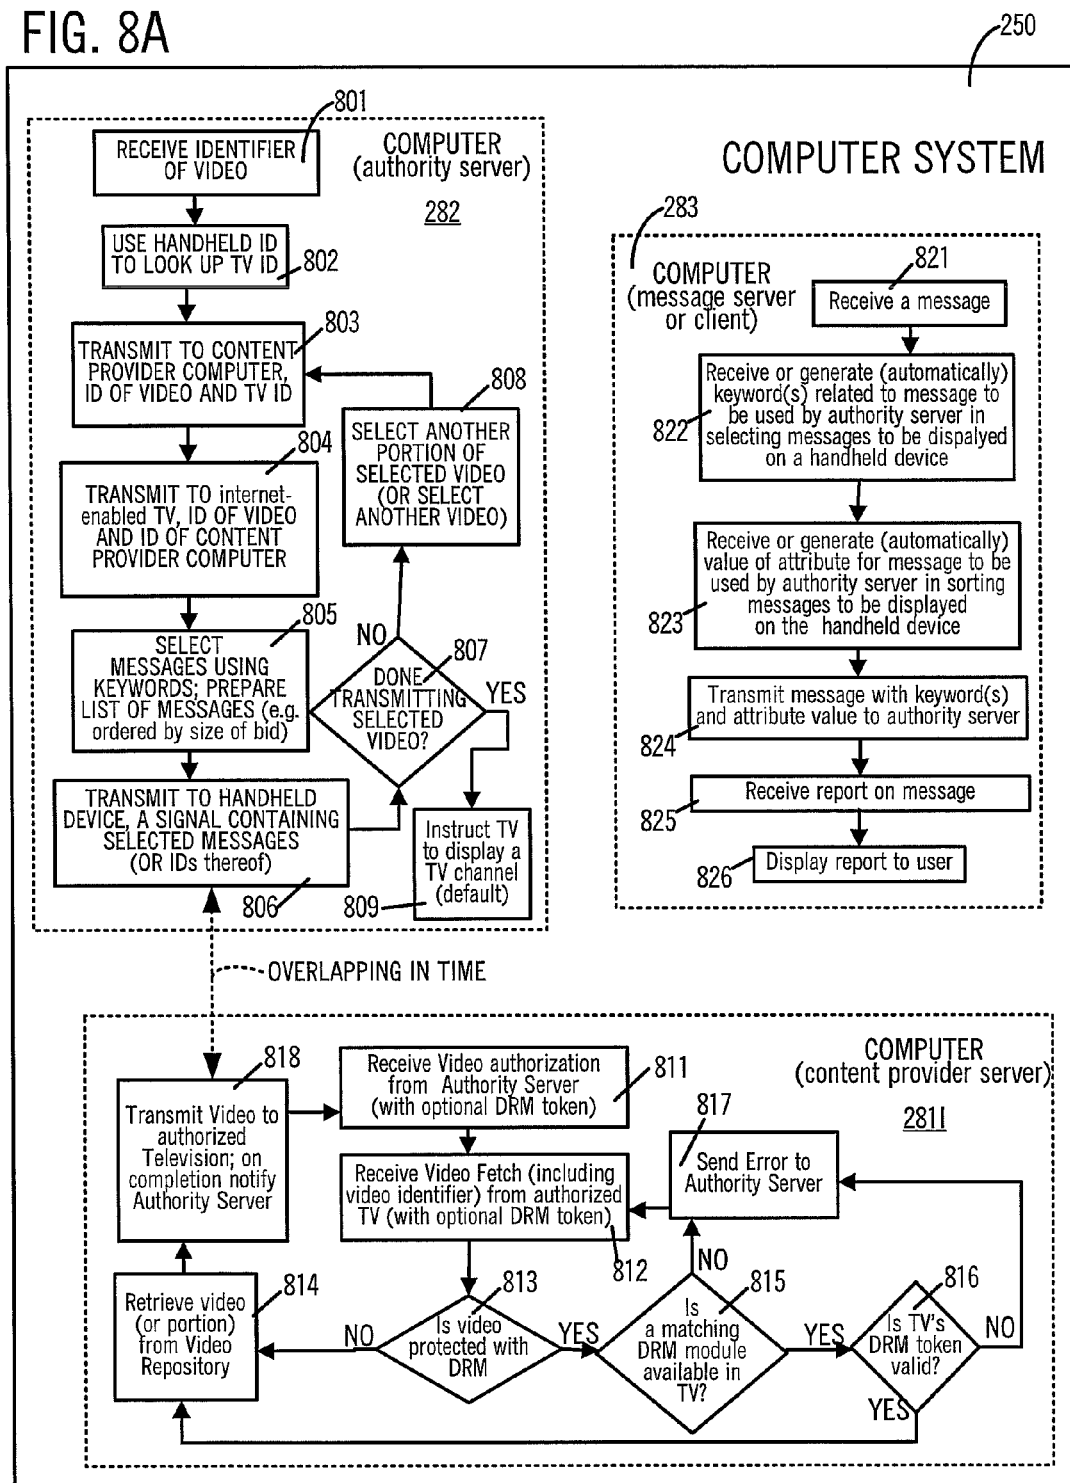 FIG. 8A
250
COMPUTER SYSTEM
801
COMPUTER
(authority server)
282
RECEIVE IDENTIFIER
OF VIDEO
USE HANDHELD ID
TO LOOK UP TV ID
802
803
TRANSMIT TO CONTENT
PROVIDER COMPUTER,
ID OF VIDEO AND TV ID
804
TRANSMIT TO internet-
enabled TV, ID OF VIDEO
AND ID OF CONTENT
PROVIDER COMPUTER
805
SELECT
MESSAGES USING
KEYWORDS; PREPARE
LIST OF MESSAGES (e.g.
ordered by size of bid)
TRANSMIT TO HANDHELD
DEVICE, A SIGNAL CONTAINING
SELECTED MESSAGES
(OR IDs thereof)
806
808
SELECT ANOTHER
PORTION OF
SELECTED VIDEO
(OR SELECT
ANOTHER VIDEO)
NO
807
DONE
TRANSMITTING
SELECTED
VIDEO?
YES
Instruct TV
to display a
TV channel
(default)
809
283
COMPUTER
(message server
or client)
821
Receive a message
Receive or generate (automatically)
keyword(s) related to message to
be used by authority server in
selecting messages to be dispalyed
on a handheld device
822
Receive or generate (automatically)
value of attribute for message to be
used by authority server in sorting
messages to be displayed
on the handheld device
823
Transmit message with keyword(s)
and attribute value to authority server
824
Receive report on message
825
Display report to user
826
OVERLAPPING IN TIME
COMPUTER
(content provider server)
281I
818
Transmit Video to
authorized
Television; on
completion notify
Authority Server
Receive Video authorization
from Authority Server
(with optional DRM token)
811
Receive Video Fetch (including
video identifier) from authorized
TV (with optional DRM token)
812
817
Send Error to
Authority Server
814
Retrieve video
(or portion)
from Video
Repository
NO
813
Is video
protected with
DRM
YES
NO
815
Is
a matching
DRM module
available in
TV?
YES
816
Is TV's
DRM token
valid?
NO
YES